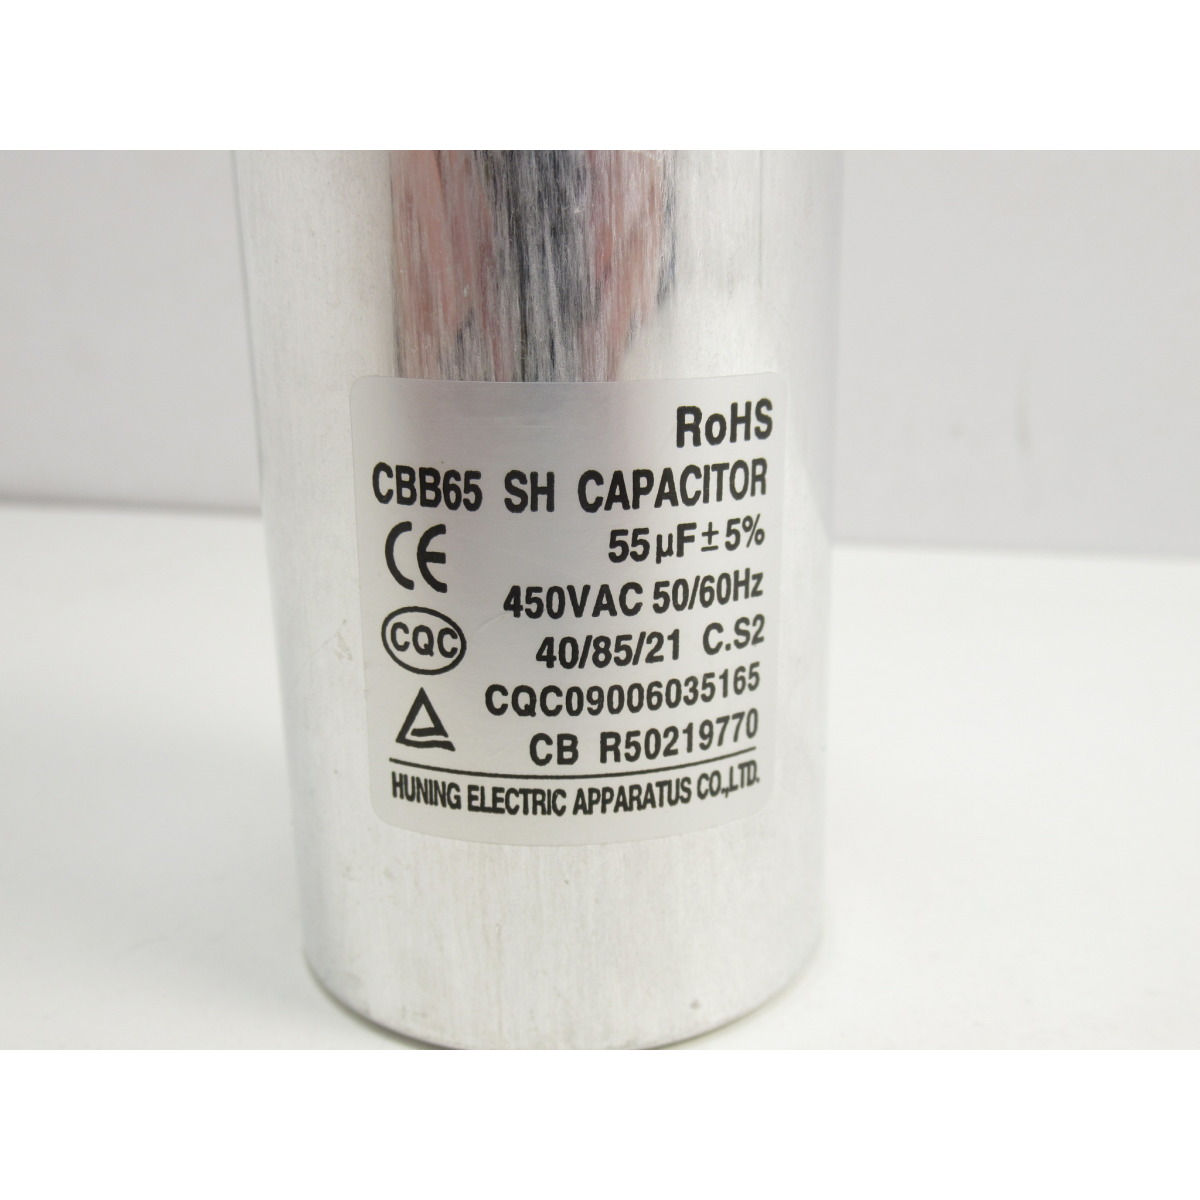 RoHS
CBB65 SH CAPACITOR
CE
55µF±5%
450VAC 50/60Hz
CQC
40/85/21 C.S2
CQC09006035165
CB R50219770
HUNING ELECTRIC APPARATUS CO.,LTD.